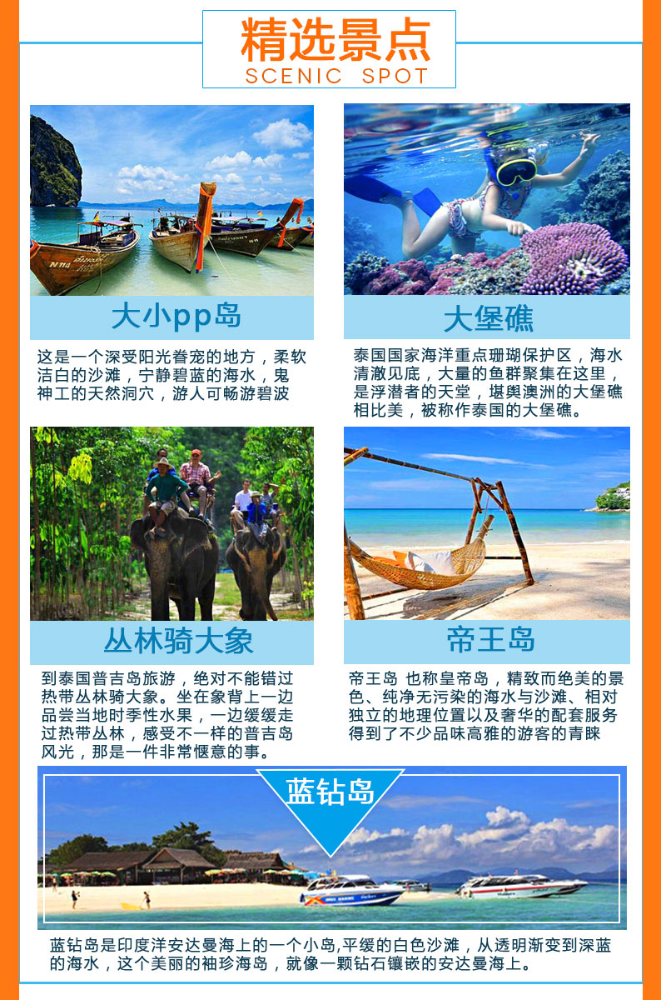 精选景点
SCENIC SPOT
N 114
大小pp岛
这是一个深受阳光眷宠的地方，柔软
洁白的沙滩，宁静碧蓝的海水，鬼
神工的天然洞穴，游人可畅游碧波
大堡礁
泰国国家海洋重点珊瑚保护区，海水
清澈见底，大量的鱼群聚集在这里，
是浮潜者的天堂，堪舆澳洲的大堡礁
相比美，被称作泰国的大堡礁。
丛林骑大象
到泰国普吉岛旅游，绝对不能错过
热带丛林骑大象。坐在象背上一边
品尝当地时季性水果，一边缓缓走
过热带丛林，感受不一样的普吉岛
风光，那是一件非常惬意的事。
帝王岛
帝王岛 也称皇帝岛，精致而绝美的景
色、纯净无污染的海水与沙滩、相对
独立的地理位置以及奢华的配套服务
得到了不少品味高雅的游客的青睐
蓝钻岛
蓝钻岛是印度洋安达曼海上的一个小岛,平缓的白色沙滩，从透明渐变到深蓝
的海水，这个美丽的袖珍海岛，就像一颗钻石镶嵌的安达曼海上。